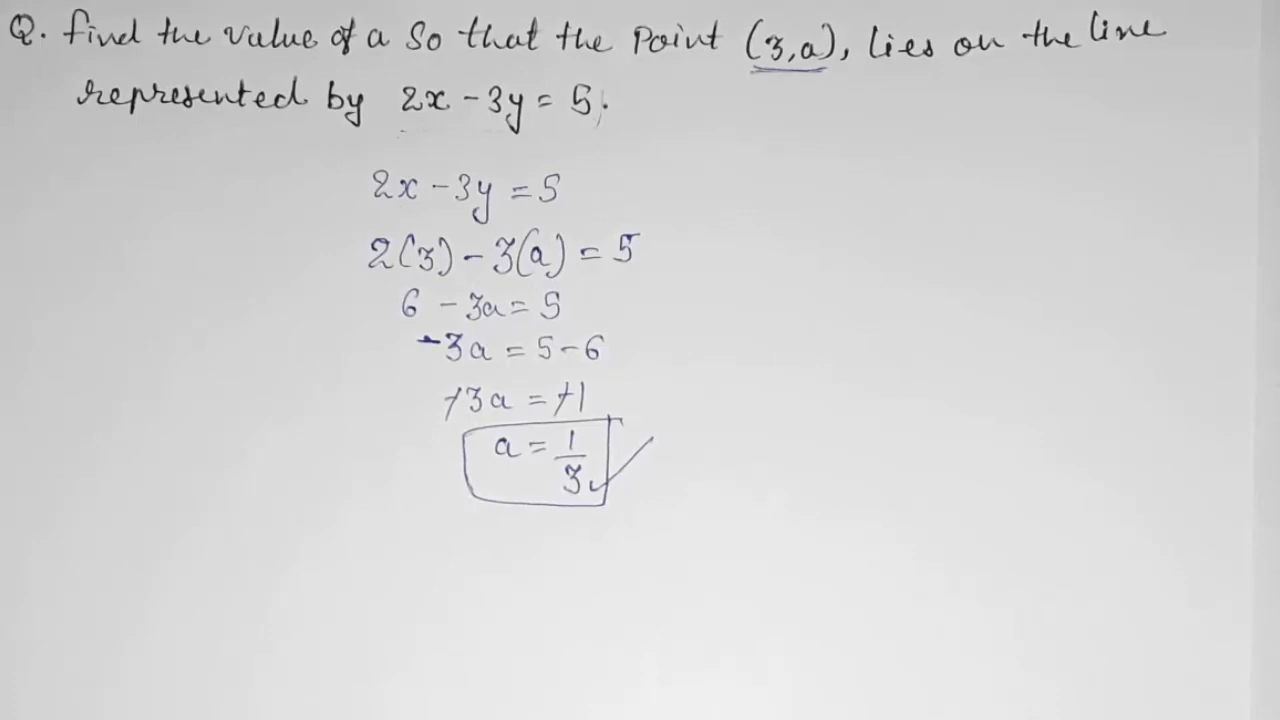 Q. find the value of a so that the point (3,a), lies on the line
represented by 2x - 3y = 5.
2x - 3y = 5
2(3) - 3(a) = 5
6 - 3a = 5
-3a = 5 - 6
-3a = -1
a = 1/3